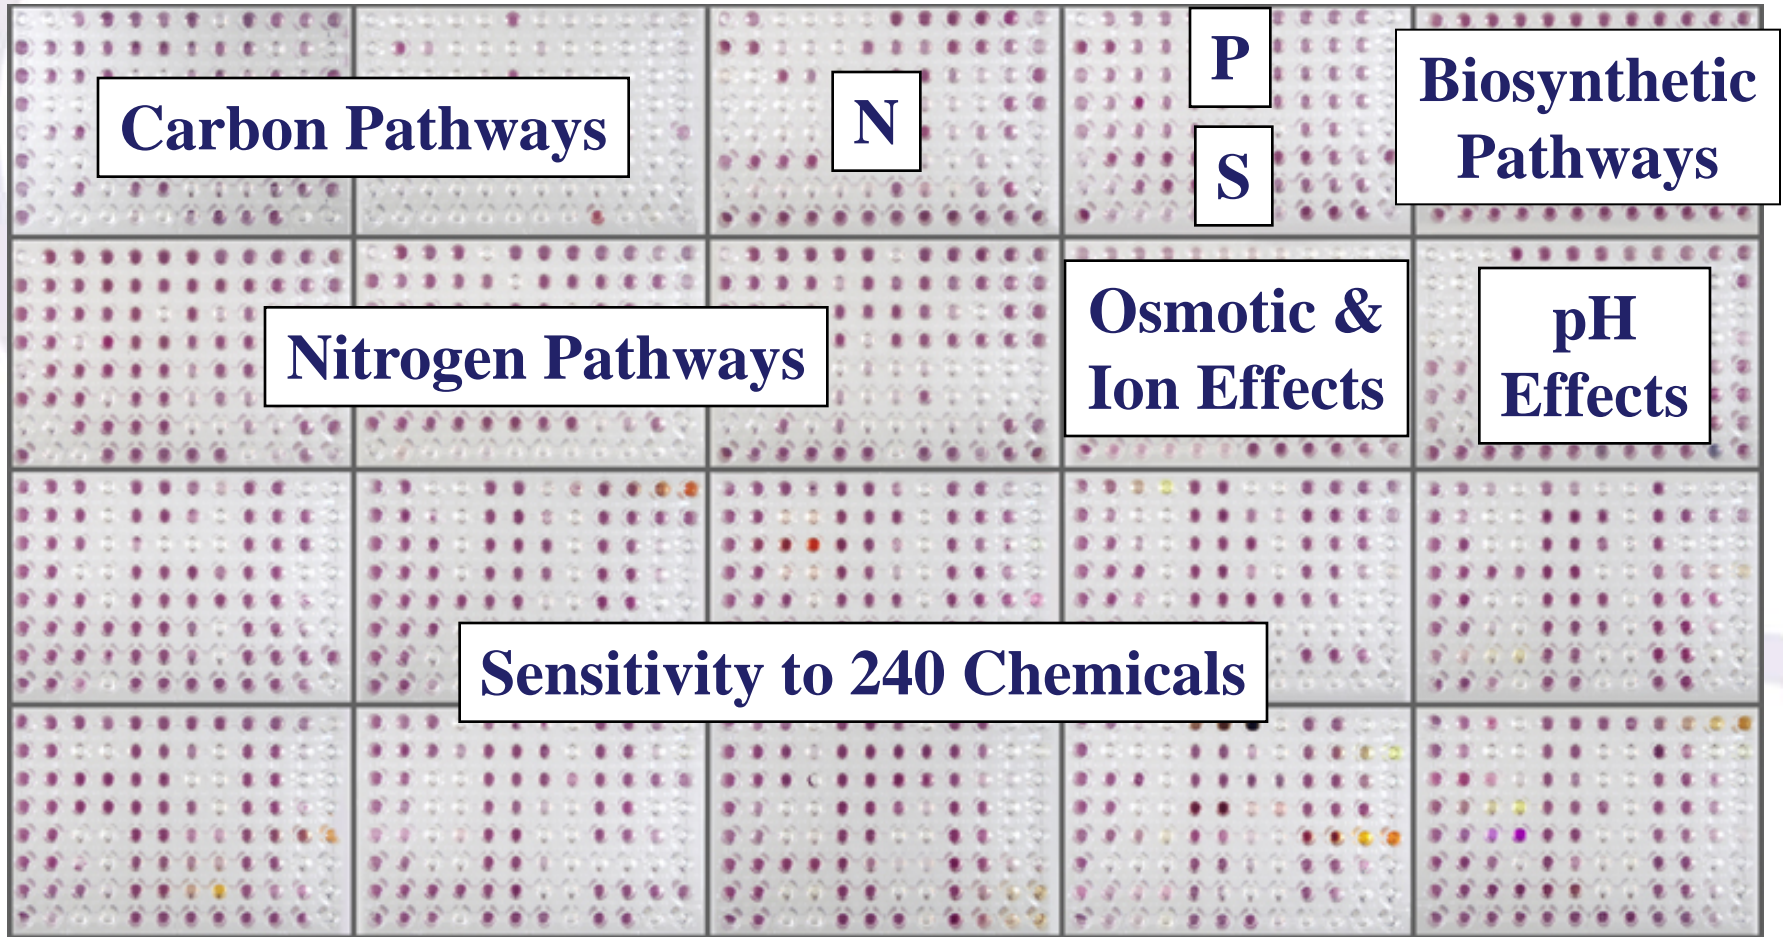 Carbon Pathways
N
P
S
Biosynthetic
Pathways
Nitrogen Pathways
Osmotic &
Ion Effects
pH
Effects
Sensitivity to 240 Chemicals